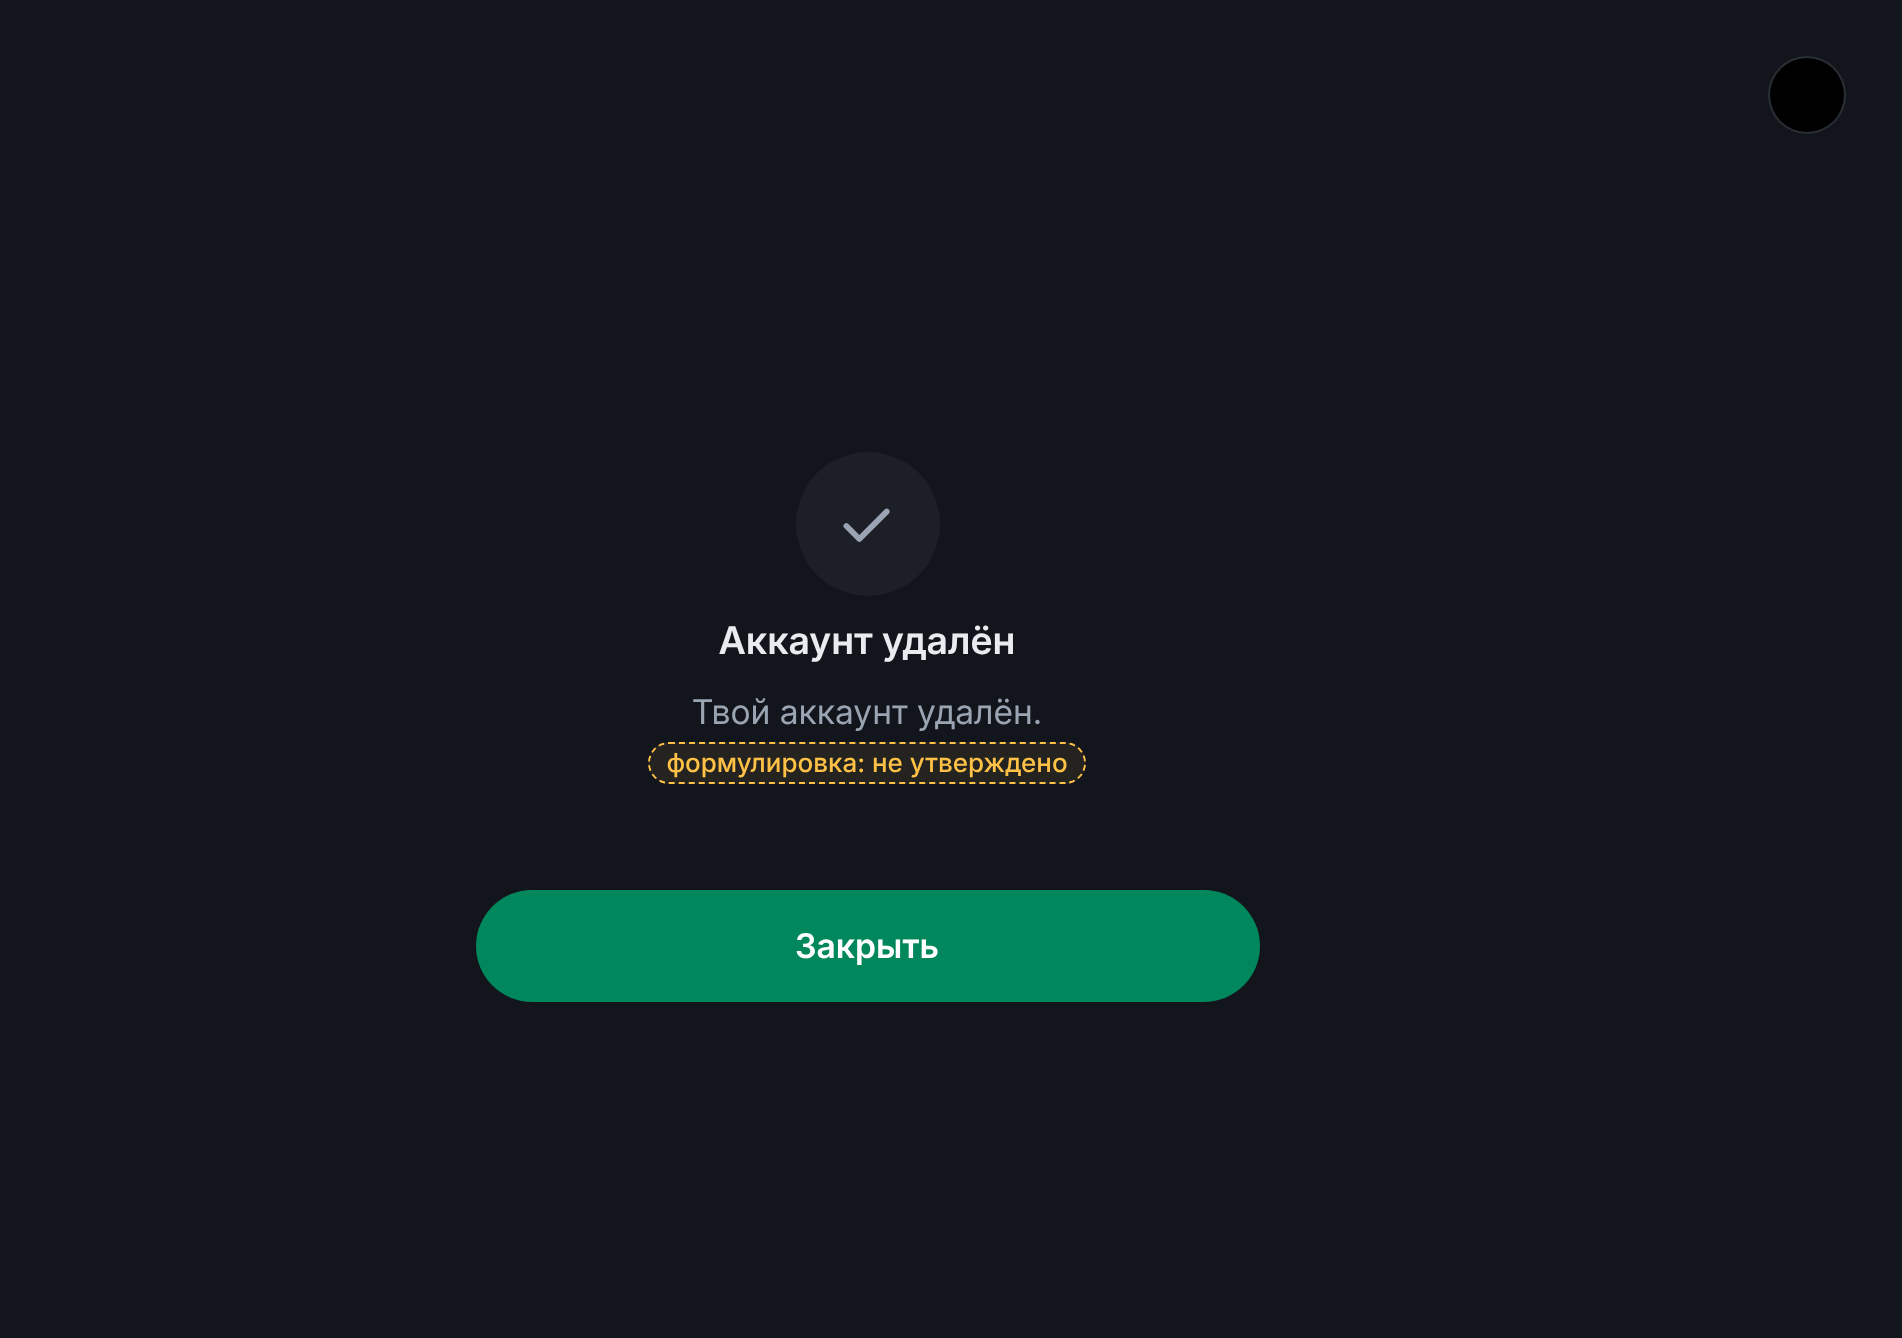 Аккаунт удалён
Твой аккаунт удалён.
формулировка: не утверждено
Закрыть